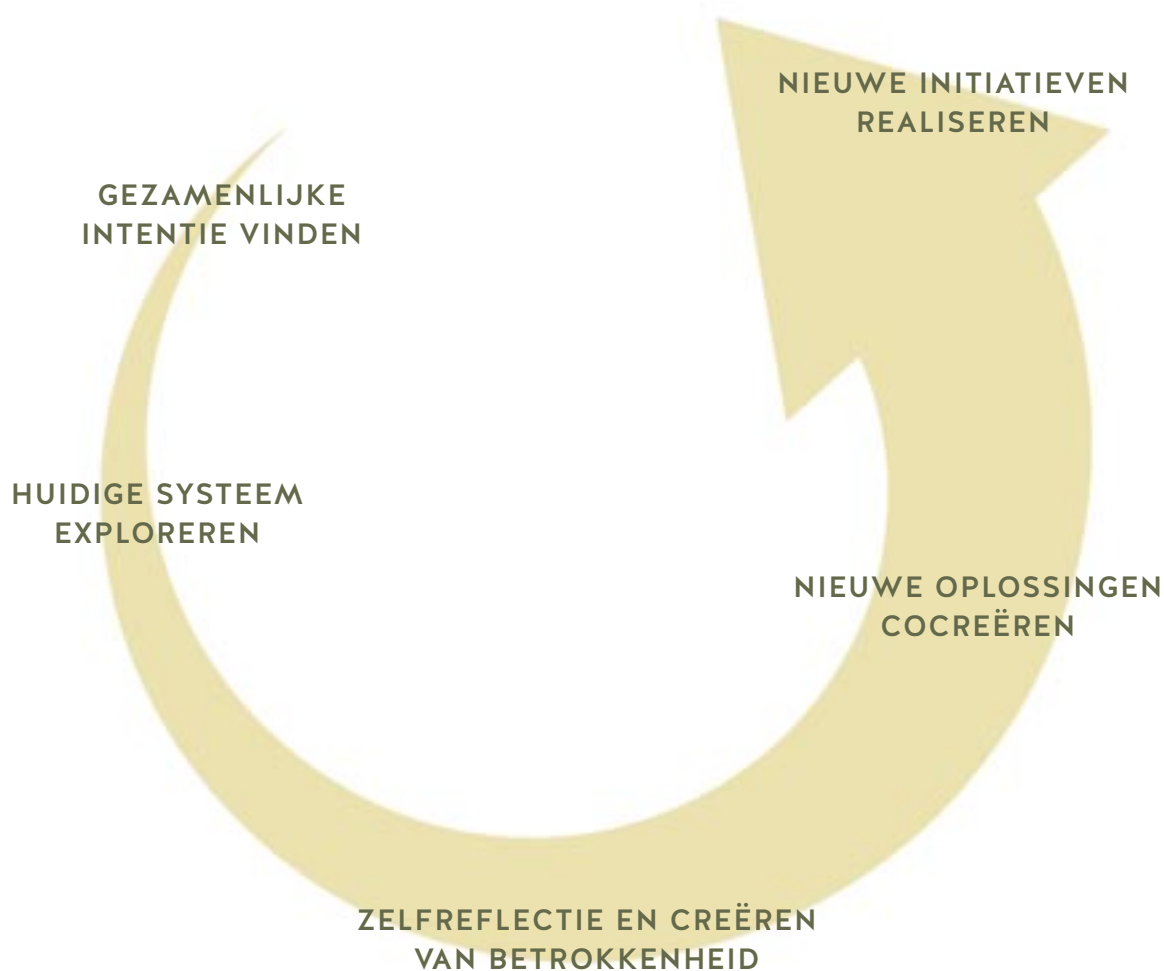 GEZAMENLIJKE
INTENTIE VINDEN
HUIDIGE SYSTEEM
EXPLOREREN
ZELFREFLECTIE EN CREËREN
VAN BETROKKENHEID
NIEUWE OPLOSSINGEN
COCREËREN
NIEUWE INITIATIEVEN
REALISEREN